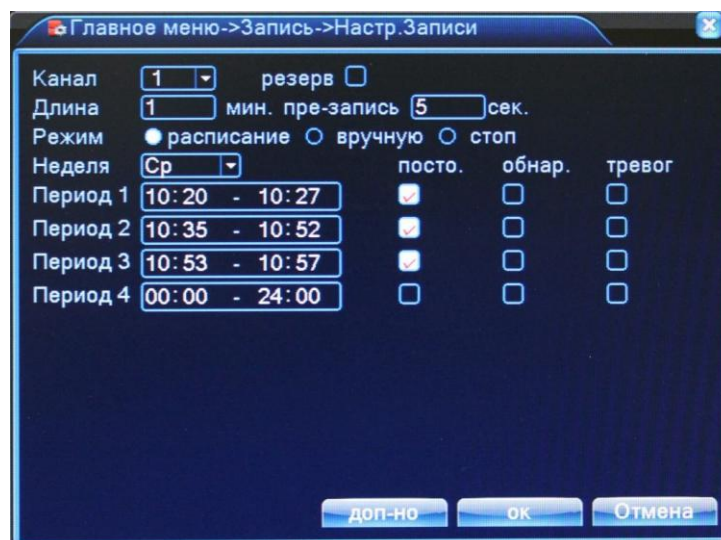 Главное меню->Запись->Настр.Записи
Канал 1 резерв
Длина 1 мин. пре-запись 5 сек.
Режим расписание вручную стоп
Неделя Ср посто. обнар. тревог
Период 1 10:20 - 10:27
Период 2 10:35 - 10:52
Период 3 10:53 - 10:57
Период 4 00:00 - 24:00
доп-но ок Отмена